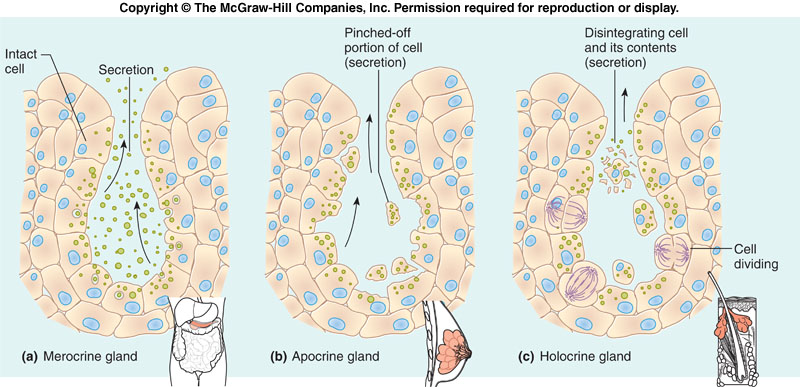 Copyright © The McGraw-Hill Companies, Inc. Permission required for reproduction or display.
Intact
cell
Secretion
Pinched-off
portion of cell
(secretion)
Disintegrating cell
and its contents
(secretion)
Cell
dividing
(a) Merocrine gland
(b) Apocrine gland
(c) Holocrine gland